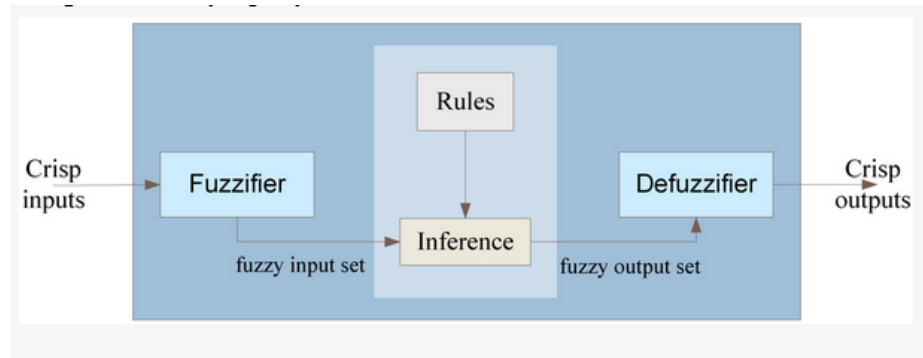 Rules
Crisp
inputs
Fuzzifier
Defuzzifier
Crisp
outputs
Inference
fuzzy input set
fuzzy output set